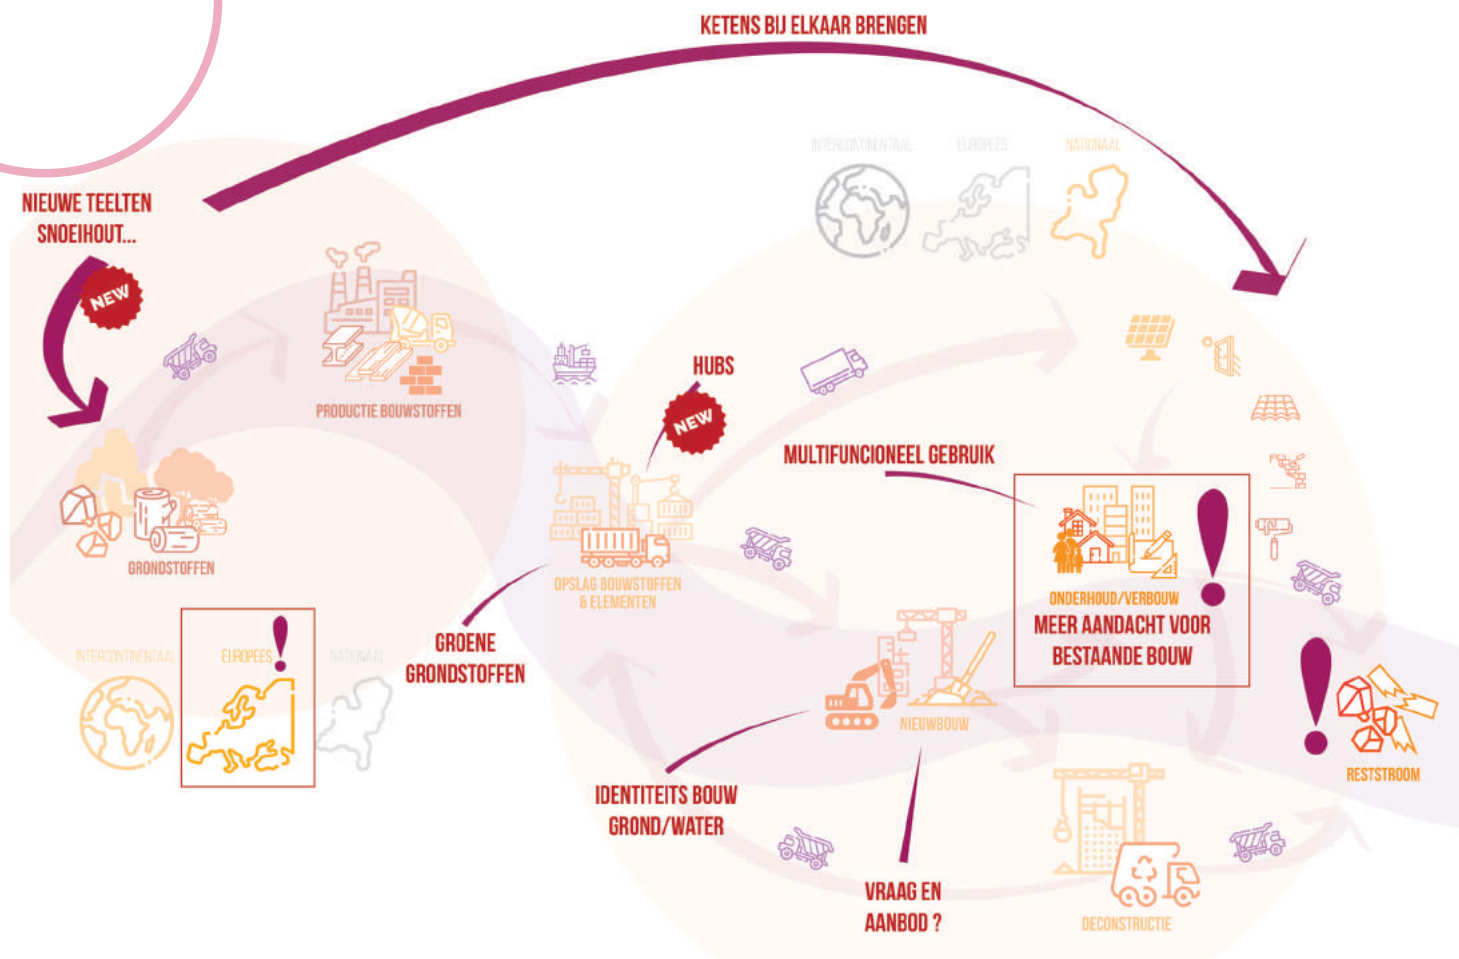 KETENS BIJ ELKAAR BRENGEN
INTERCONTINENTAAL
EUROPEES
NATIONAAL
NIEUWE TEELTEN
SNOEIHOUT...
NEW
PRODUCTIE BOUWSTOFFEN
HUBS
NEW
MULTIFUNCIONEEL GEBRUIK
GRONDSTOFFEN
OPSLAG BOUWSTOFFEN
& ELEMENTEN
ONDERHOUD/VERBOUW
MEER AANDACHT VOOR
BESTAANDE BOUW
INTERCONTINENTAAL
EUROPEES
NATIONAAL
GROENE
GRONDSTOFFEN
NIEUWBOUW
RESTSTROOM
IDENTITEITS BOUW
GROND/WATER
VRAAG EN
AANBOD ?
DECONSTRUCTIE